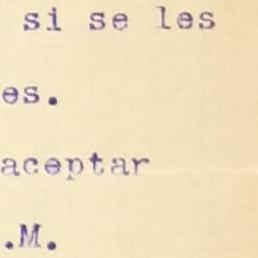 si se les
es.
aceptar
.M.